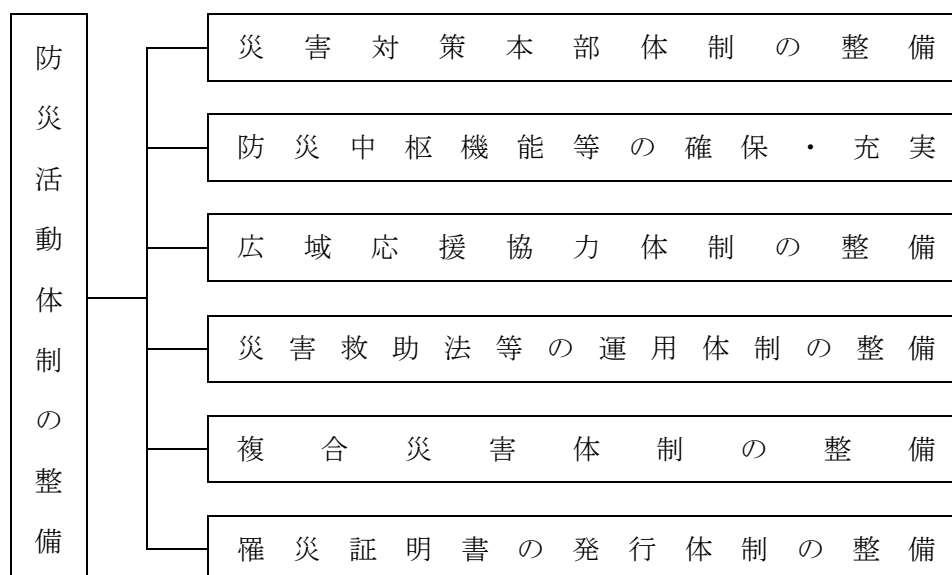 防災活動体制の整備
災害対策本部体制の整備
防災中枢機能等の確保・充実
広域応援協力体制の整備
災害救助法等の運用体制の整備
複合災害体制の整備
罹災証明書の発行体制の整備